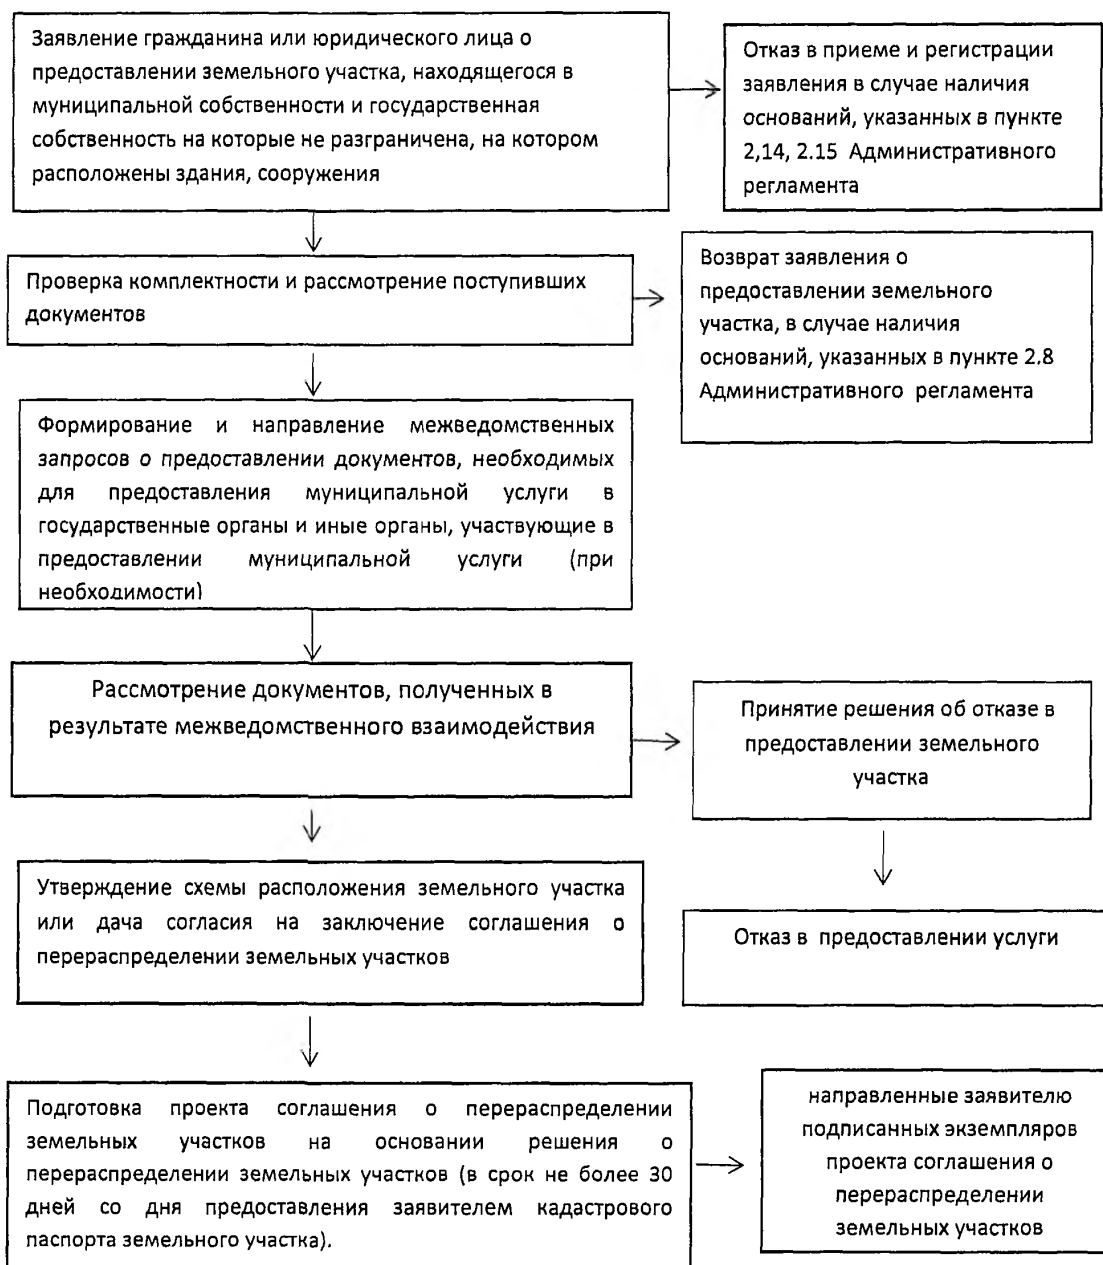 Заявление гражданина или юридического лица о
предоставлении земельного участка, находящегося в
муниципальной собственности и государственная
собственность на которые не разграничена, на котором
расположены здания, сооружения
Отказ в приеме и регистрации
заявления в случае наличия
оснований, указанных в пункте
2,14, 2.15 Административного
регламента
Проверка комплектности и рассмотрение поступивших
документов
Возврат заявления о
предоставлении земельного
участка, в случае наличия
оснований, указанных в пункте 2.8
Административного регламента
Формирование и направление межведомственных
запросов о предоставлении документов, необходимых
для предоставления муниципальной услуги в
государственные органы и иные органы, участвующие в
предоставлении муниципальной услуги (при
необходимости)
Рассмотрение документов, полученных в
результате межведомственного взаимодействия
Принятие решения об отказе в
предоставлении земельного
участка
Утверждение схемы расположения земельного участка
или дача согласия на заключение соглашения о
перераспределении земельных участков
Отказ в предоставлении услуги
Подготовка проекта соглашения о перераспределении
земельных участков на основании решения о
перераспределении земельных участков (в срок не более 30
дней со дня предоставления заявителем кадастрового
паспорта земельного участка).
направленные заявителю
подписанных экземпляров
проекта соглашения о
перераспределении
земельных участков